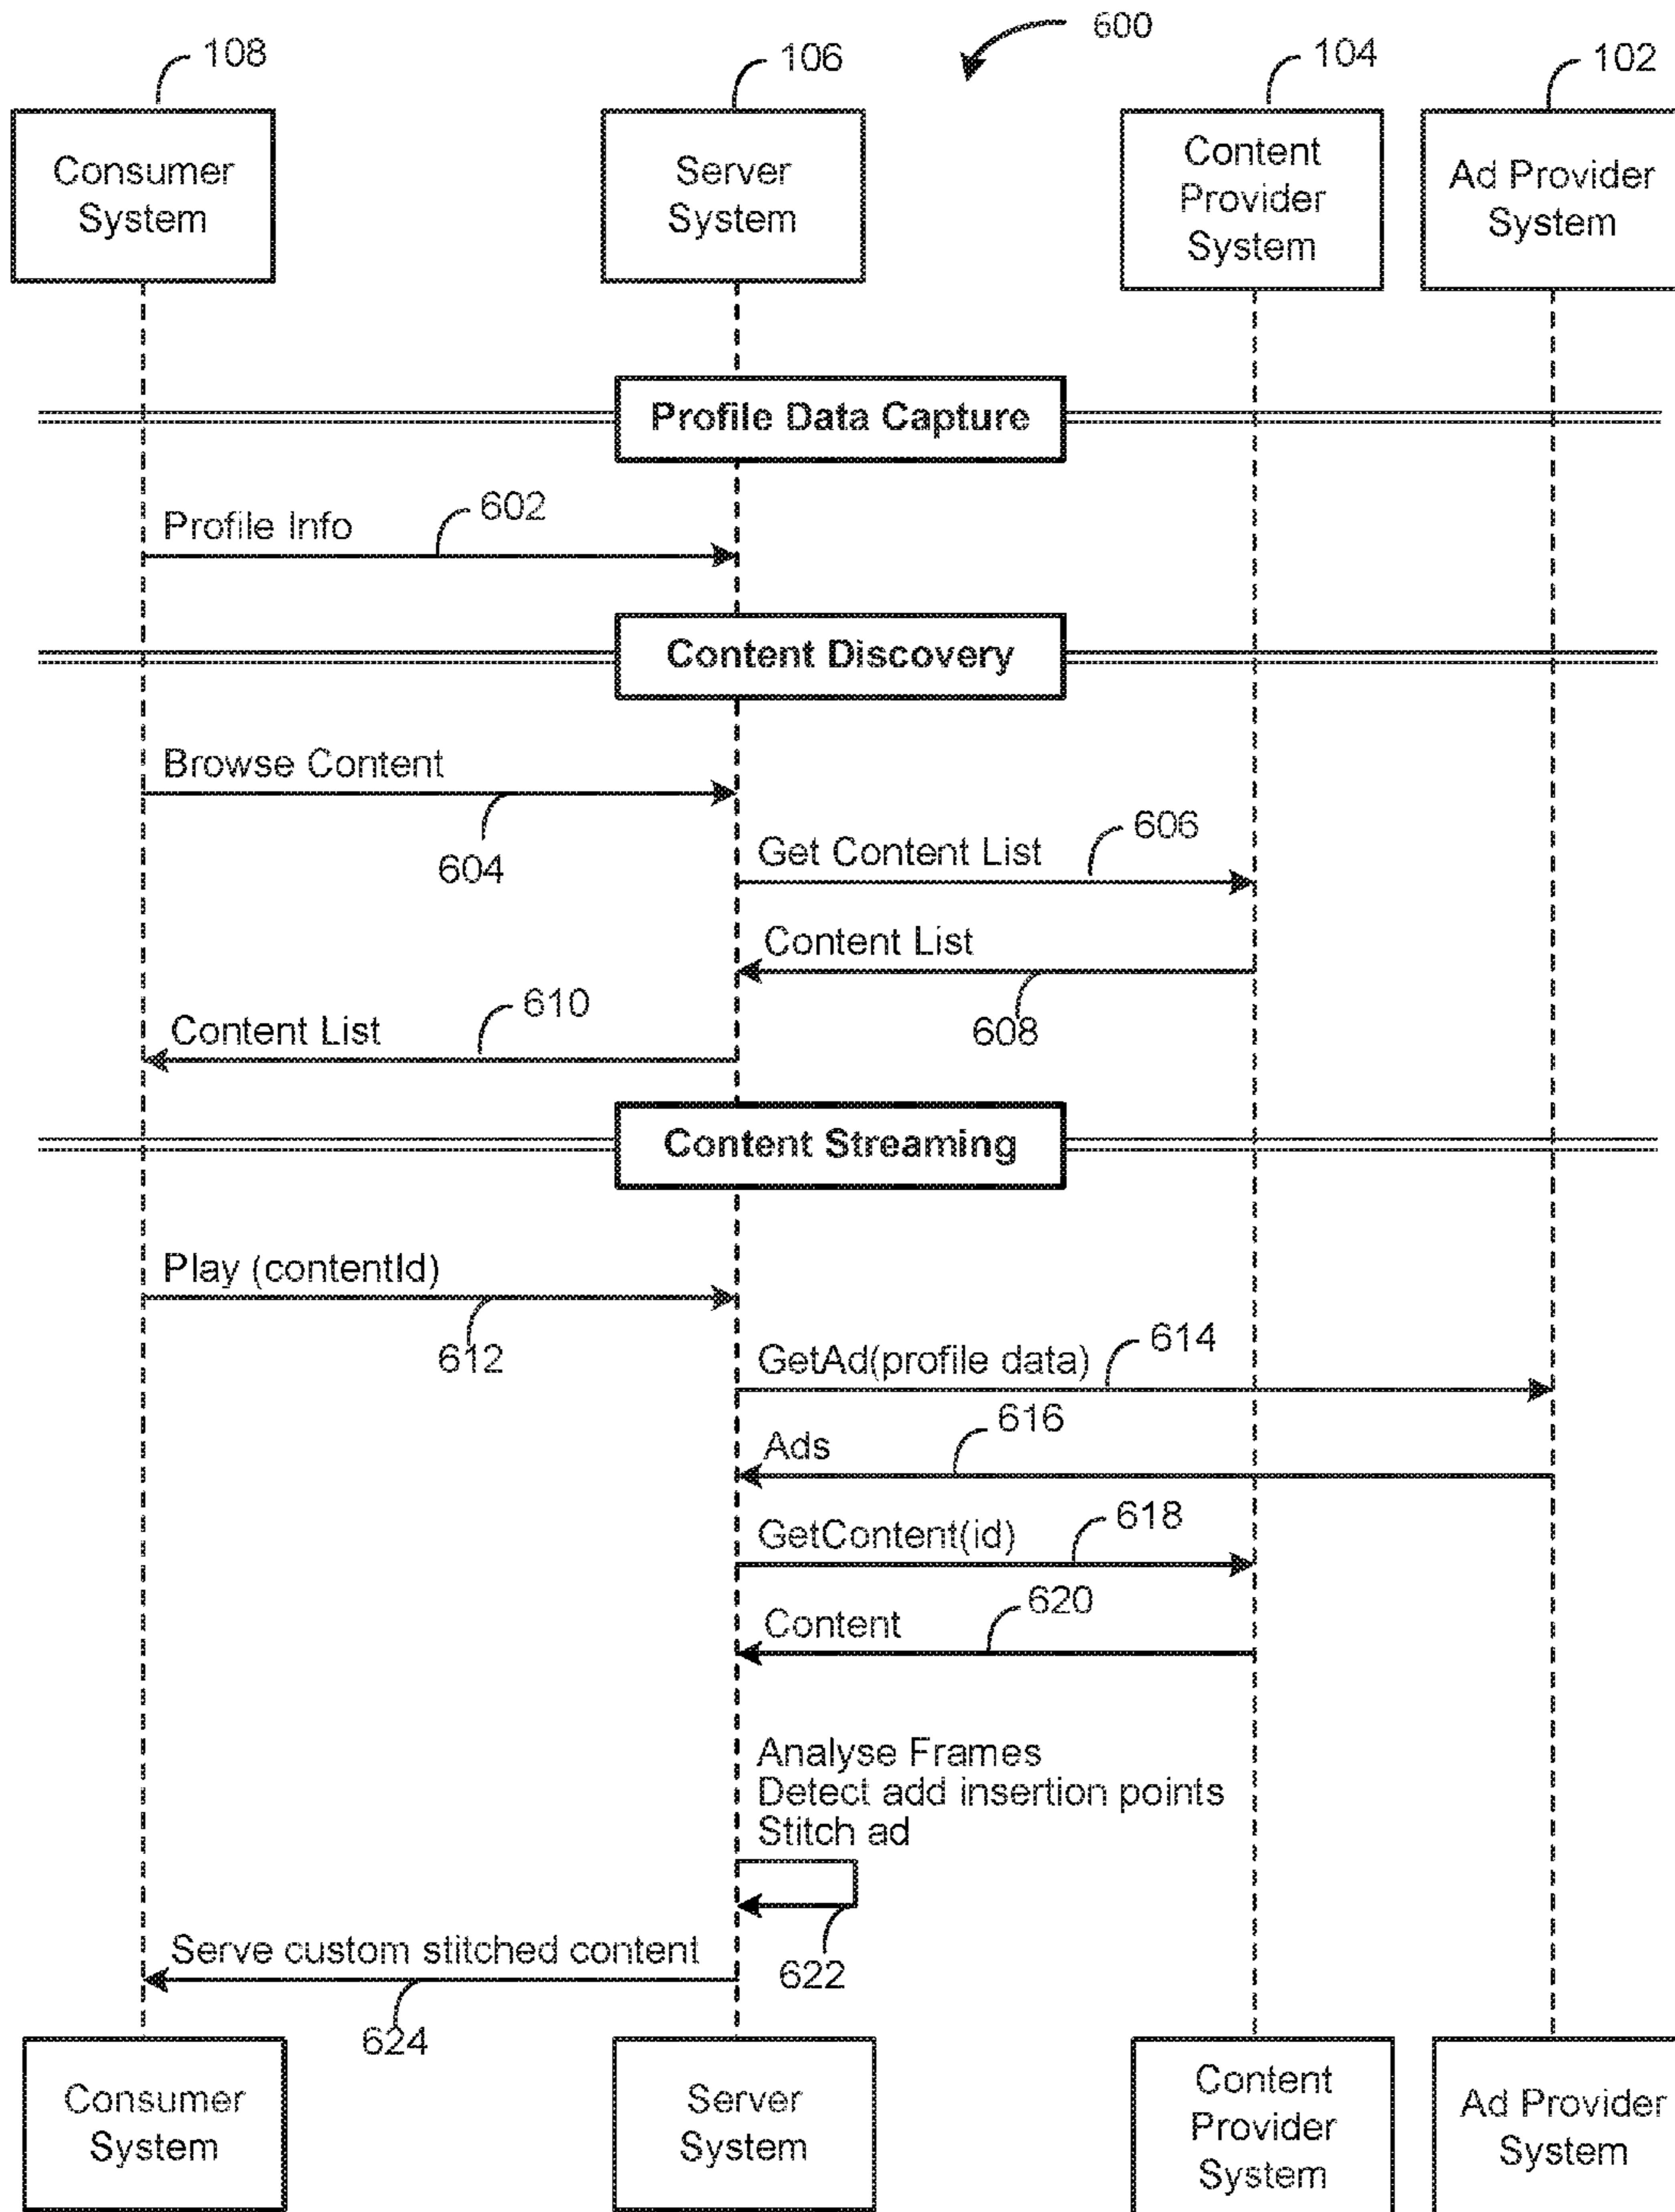 600
108
106
104
102
Consumer
System
Server
System
Content
Provider
System
Ad Provider
System
Profile Data Capture
Profile Info
602
Content Discovery
Browse Content
604
Get Content List
606
Content List
608
Content List
610
Content Streaming
Play (contentId)
612
GetAd(profile data)
614
Ads
616
GetContent(id)
618
Content
620
Analyse Frames
Detect add insertion points
Stitch ad
622
Serve custom stitched content
624
Consumer
System
Server
System
Content
Provider
System
Ad Provider
System